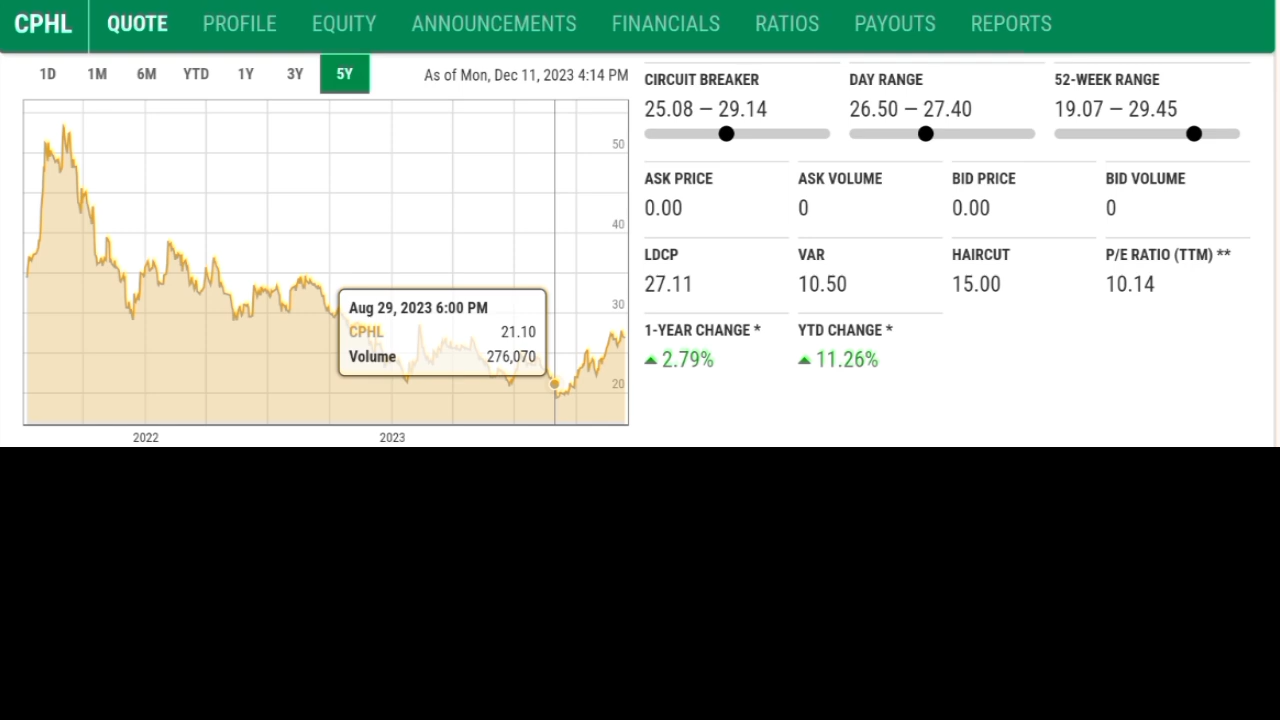 CPHL QUOTE PROFILE EQUITY ANNOUNCEMENTS FINANCIALS RATIOS PAYOUTS REPORTS
1D 1M 6M YTD 1Y 3Y 5Y As of Mon, Dec 11, 2023 4:14 PM
50
40
30
20
Aug 29, 2023 6:00 PM
CPHL 21.10
Volume 276,070
2022 2023
CIRCUIT BREAKER DAY RANGE 52-WEEK RANGE
25.08 — 29.14 26.50 — 27.40 19.07 — 29.45
ASK PRICE ASK VOLUME BID PRICE BID VOLUME
0.00 0 0.00 0
LDCP VAR HAIRCUT P/E RATIO (TTM) **
27.11 10.50 15.00 10.14
1-YEAR CHANGE * YTD CHANGE *
2.79% 11.26%